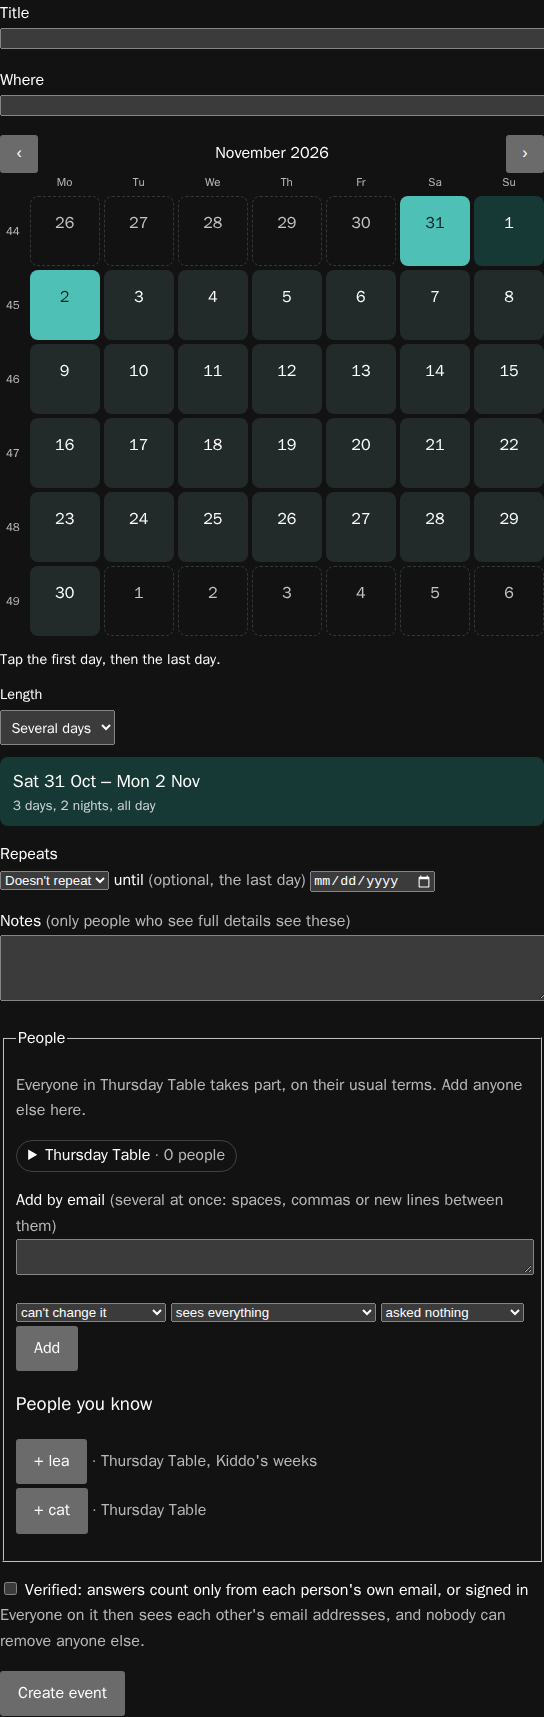 Title
Where
‹ November 2026 ›
Mo Tu We Th Fr Sa Su
44 26 27 28 29 30 31 1
45 2 3 4 5 6 7 8
46 9 10 11 12 13 14 15
47 16 17 18 19 20 21 22
48 23 24 25 26 27 28 29
49 30 1 2 3 4 5 6
Tap the first day, then the last day.
Length
Several days
Sat 31 Oct – Mon 2 Nov
3 days, 2 nights, all day
Repeats
Doesn't repeat until (optional, the last day) mm/dd/yyyy
Notes (only people who see full details see these)
People
Everyone in Thursday Table takes part, on their usual terms. Add anyone
else here.
▶ Thursday Table · 0 people
Add by email (several at once: spaces, commas or new lines between
them)
can't change it sees everything asked nothing
Add
People you know
+ lea · Thursday Table, Kiddo's weeks
+ cat · Thursday Table
Verified: answers count only from each person's own email, or signed in
Everyone on it then sees each other's email addresses, and nobody can
remove anyone else.
Create event